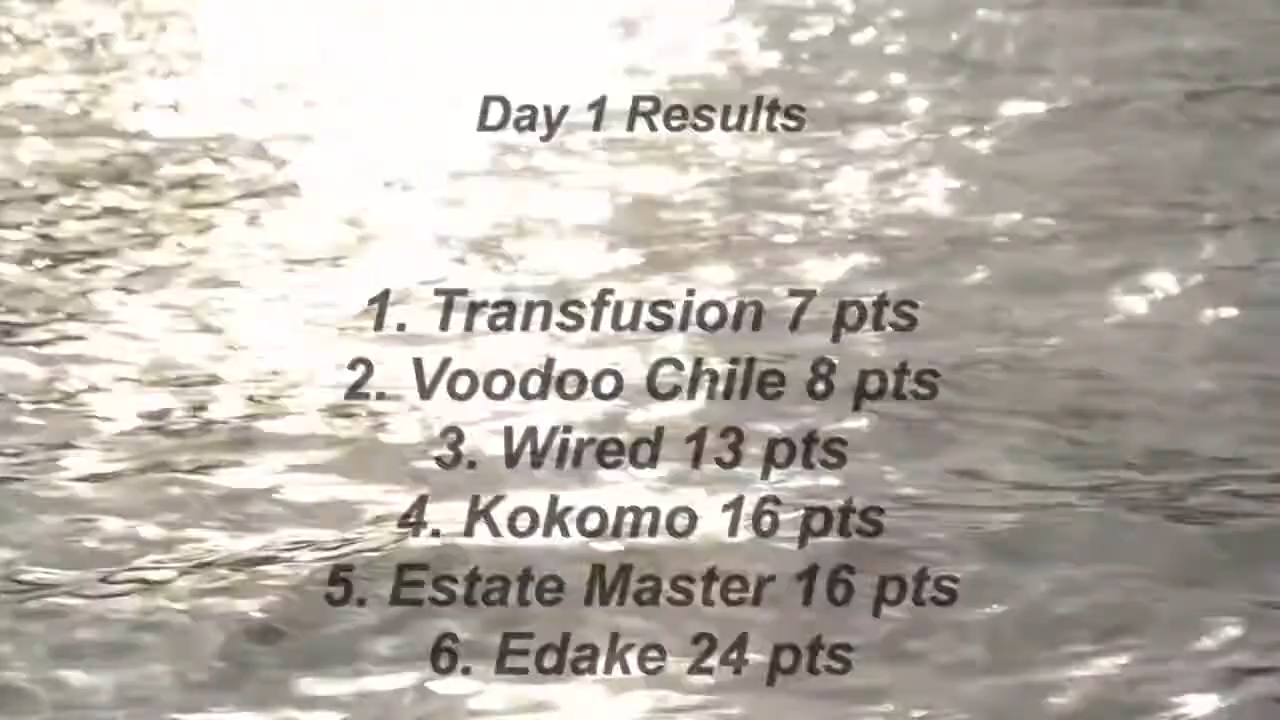 Day 1 Results
1. Transfusion 7 pts
2. Voodoo Chile 8 pts
3. Wired 13 pts
4. Kokomo 16 pts
5. Estate Master 16 pts
6. Edake 24 pts